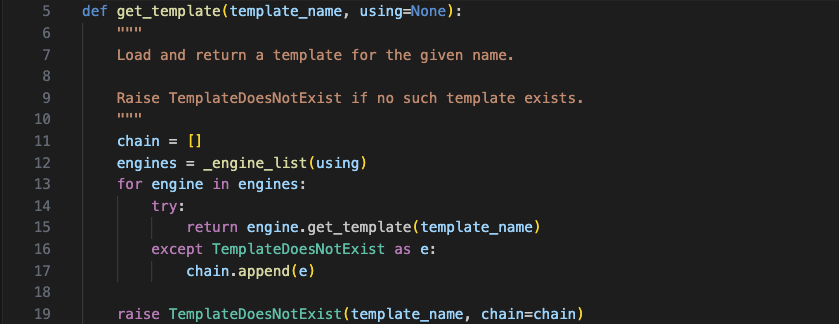 5 def get_template(template_name, using=None):
6     """
7     Load and return a template for the given name.
8
9     Raise TemplateDoesNotExist if no such template exists.
10     """
11     chain = []
12     engines = _engine_list(using)
13     for engine in engines:
14         try:
15             return engine.get_template(template_name)
16         except TemplateDoesNotExist as e:
17             chain.append(e)
18
19     raise TemplateDoesNotExist(template_name, chain=chain)